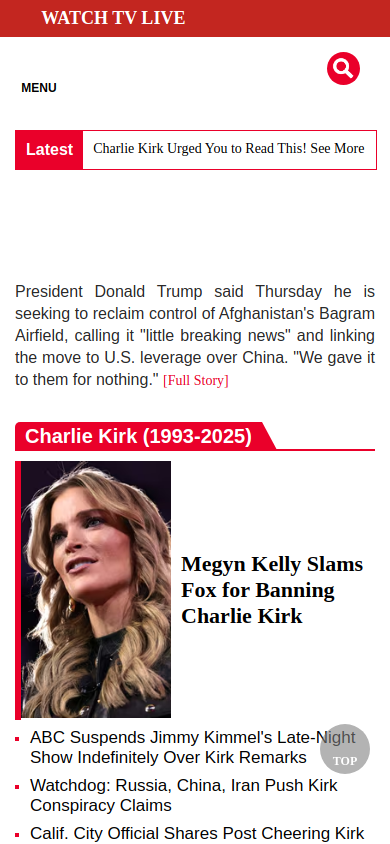 WATCH TV LIVE
MENU
Latest Charlie Kirk Urged You to Read This! See More
President Donald Trump said Thursday he is
seeking to reclaim control of Afghanistan's Bagram
Airfield, calling it "little breaking news" and linking
the move to U.S. leverage over China. "We gave it
to them for nothing." [Full Story]
Charlie Kirk (1993-2025)
Megyn Kelly Slams
Fox for Banning
Charlie Kirk
ABC Suspends Jimmy Kimmel's Late-Night
Show Indefinitely Over Kirk Remarks
TOP
Watchdog: Russia, China, Iran Push Kirk
Conspiracy Claims
Calif. City Official Shares Post Cheering Kirk